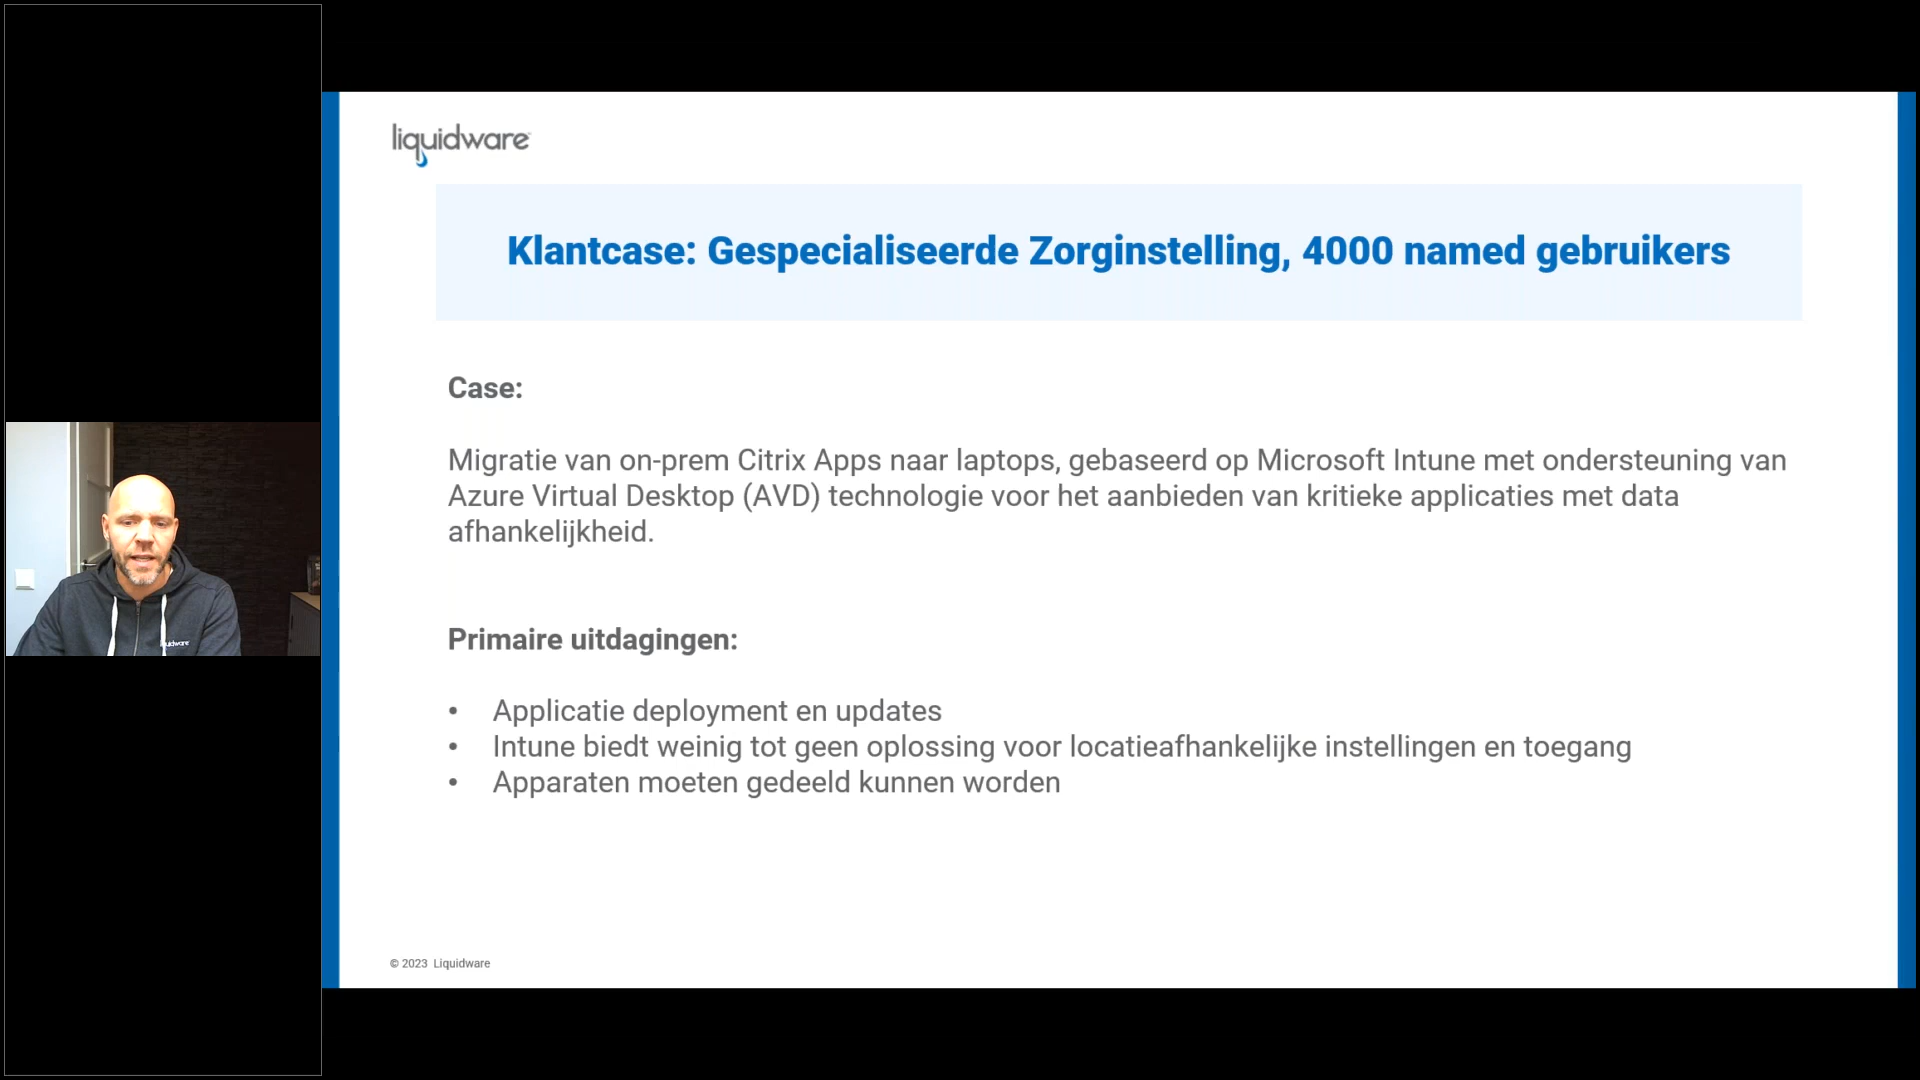 liquidware
Klantcase: Gespecialiseerde Zorginstelling, 4000 named gebruikers
Case:
Migratie van on-prem Citrix Apps naar laptops, gebaseerd op Microsoft Intune met ondersteuning van
Azure Virtual Desktop (AVD) technologie voor het aanbieden van kritieke applicaties met data
afhankelijkheid.
Primaire uitdagingen:
• Applicatie deployment en updates
• Intune biedt weinig tot geen oplossing voor locatieafhankelijke instellingen en toegang
• Apparaten moeten gedeeld kunnen worden
© 2023 Liquidware
liquidware